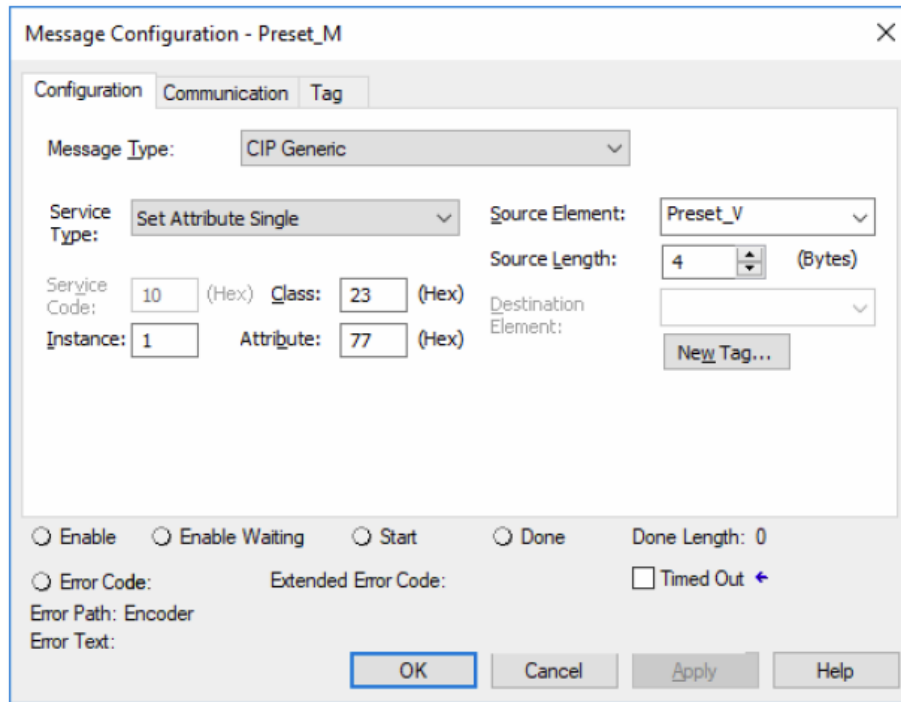 Message Configuration - Preset_M
Configuration Communication Tag
Message Type: CIP Generic
Service Type: Set Attribute Single Source Element: Preset_V
Source Length: 4 (Bytes)
Service Code: 10 (Hex) Class: 23 (Hex) Destination Element:
Instance: 1 Attribute: 77 (Hex) New Tag...
Enable Enable Waiting Start Done Done Length: 0
Error Code: Extended Error Code: Timed Out
Error Path: Encoder
Error Text:
OK Cancel Apply Help